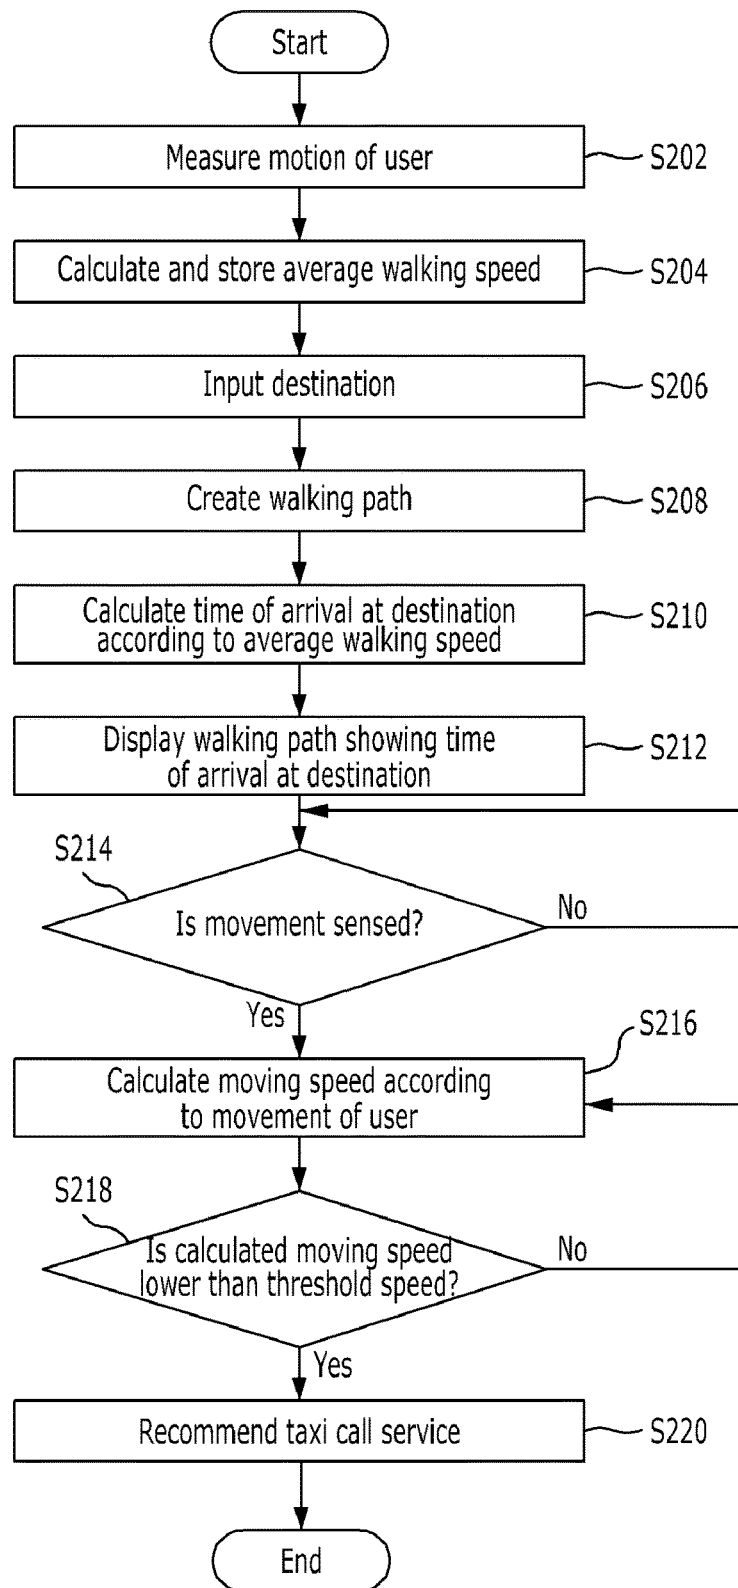 Start
Measure motion of user
S202
Calculate and store average walking speed
S204
Input destination
S206
Create walking path
S208
Calculate time of arrival at destination
according to average walking speed
S210
Display walking path showing time
of arrival at destination
S212
S214
Is movement sensed?
No
Yes
S216
Calculate moving speed according
to movement of user
S218
Is calculated moving speed
lower than threshold speed?
No
Yes
Recommend taxi call service
S220
End